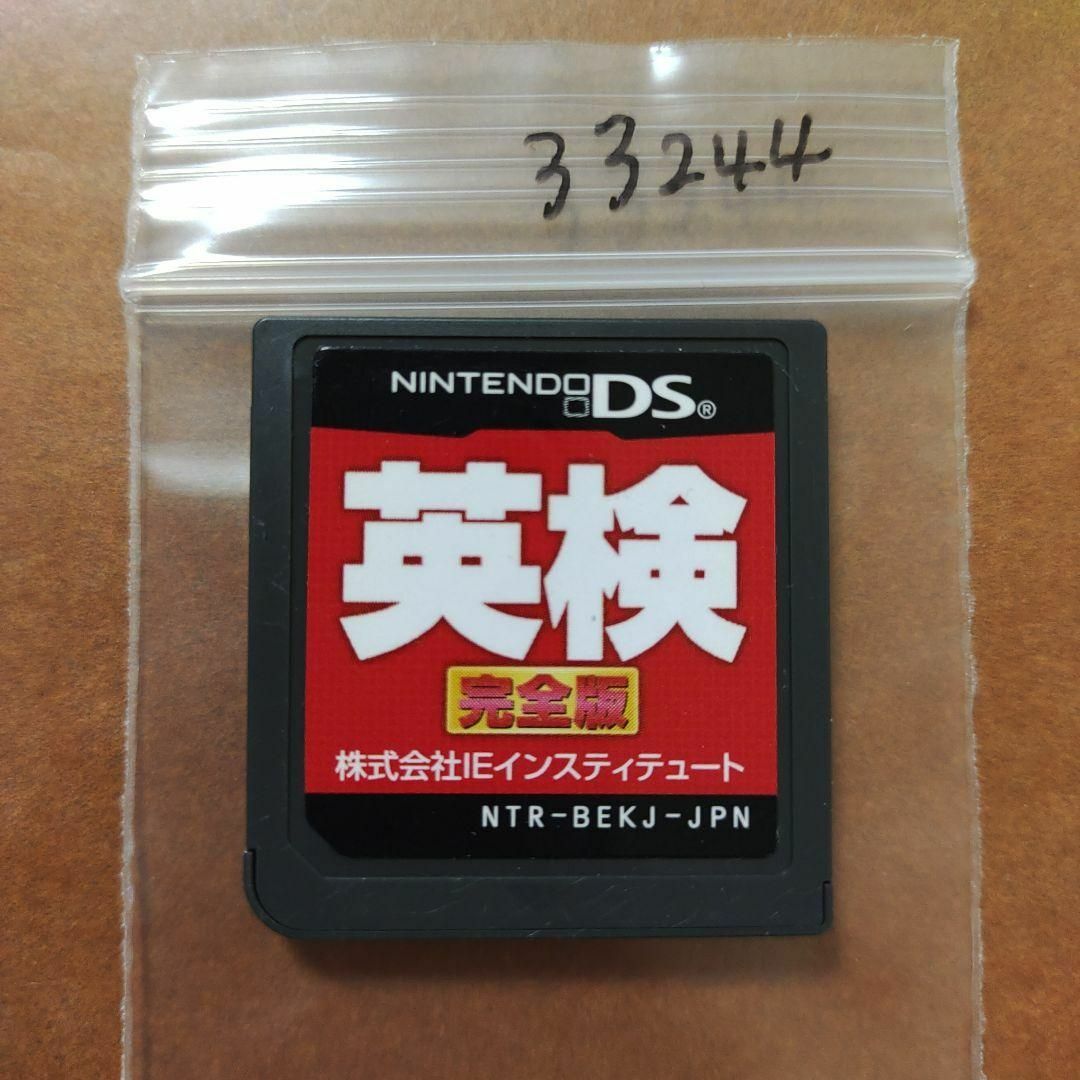 33244
NINTENDO DS®
英検
完全版
株式会社IEインスティテュート
NTR-BEKJ-JPN